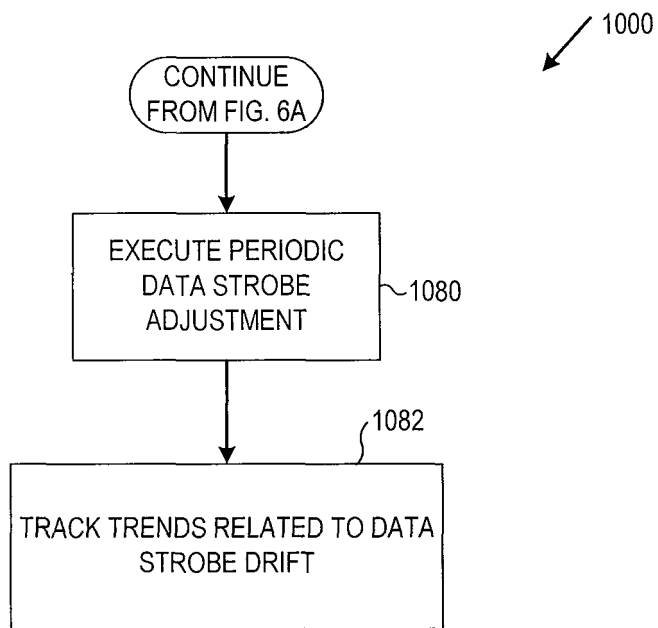 1000
CONTINUE
FROM FIG. 6A
EXECUTE PERIODIC
DATA STROBE
ADJUSTMENT
1080
1082
TRACK TRENDS RELATED TO DATA
STROBE DRIFT